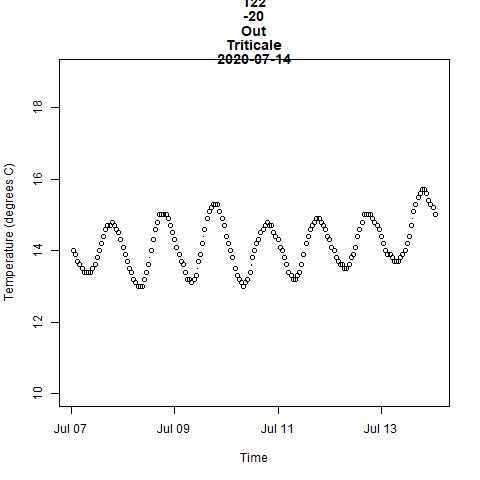 122
-20
Out
Triticale
2020-07-14
Temperature (degrees C)
18
16
14
12
10
Jul 07
Jul 09
Jul 11
Jul 13
Time